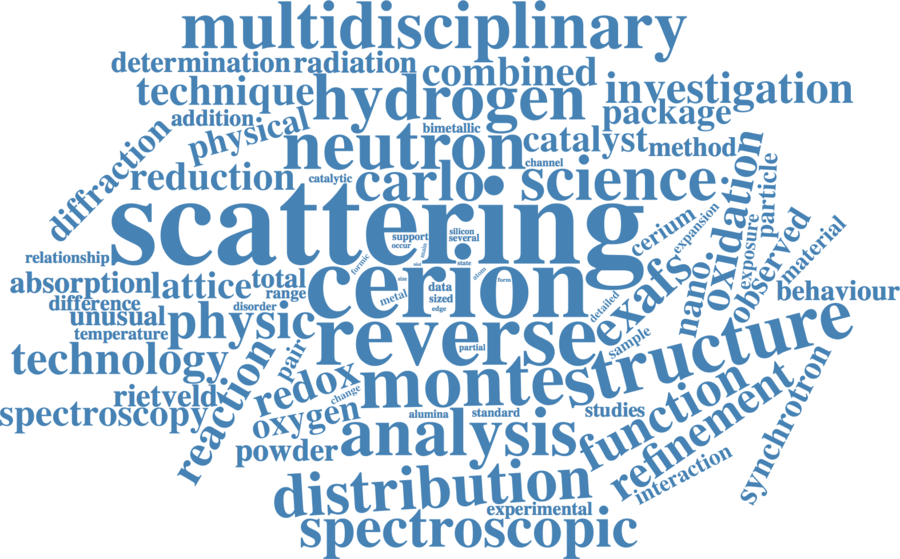 multidisciplinary
determination
radiation
combined
technique
hydrogen
investigation
addition
package
physical
bimetallic
diffraction
neutron
catalyst
method
channel
reduction
catalytic
carlo
science
oxidation
particle
scattering
cerium
expansion
exposure
observed
material
relationship
support
silicon
several
occur
main
formic
size
state
atom
form
absorption
lattice
total
range
cerion
data
sized
edge
metal
detailed
exafs
nano.
behaviour
difference
disorder
unusual
temperature
physic
reverse
partial
sample
structure
technology
pair
reaction
redox
change
monte
rietveld
spectroscopy
oxygen
alumina
standard
studies
function
refinement
synchrotron
powder
analysis
interaction
distribution
experimental
spectroscopic